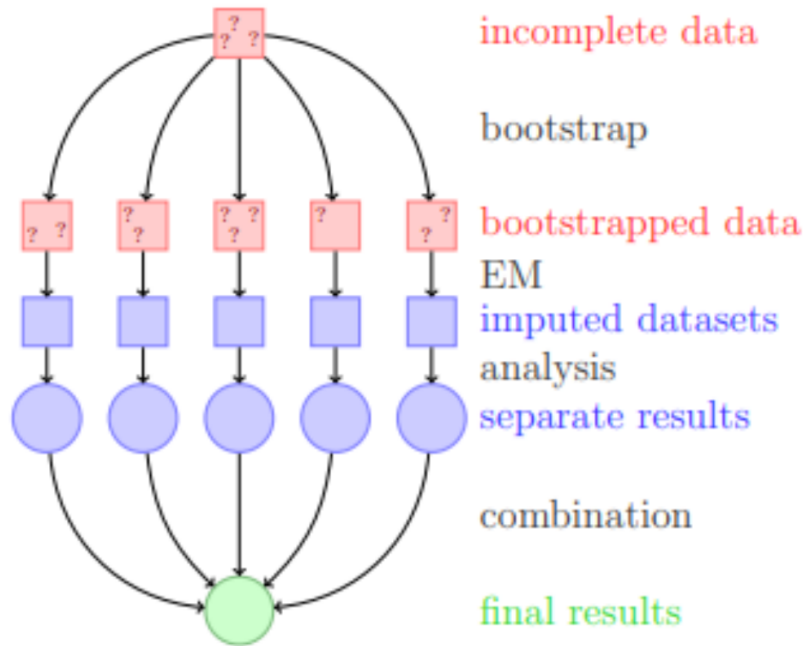 ? ? ?
incomplete data
bootstrap
? ? ? ? ? ? ? ? ? ?
bootstrapped data
EM
imputed datasets
analysis
separate results
combination
final results